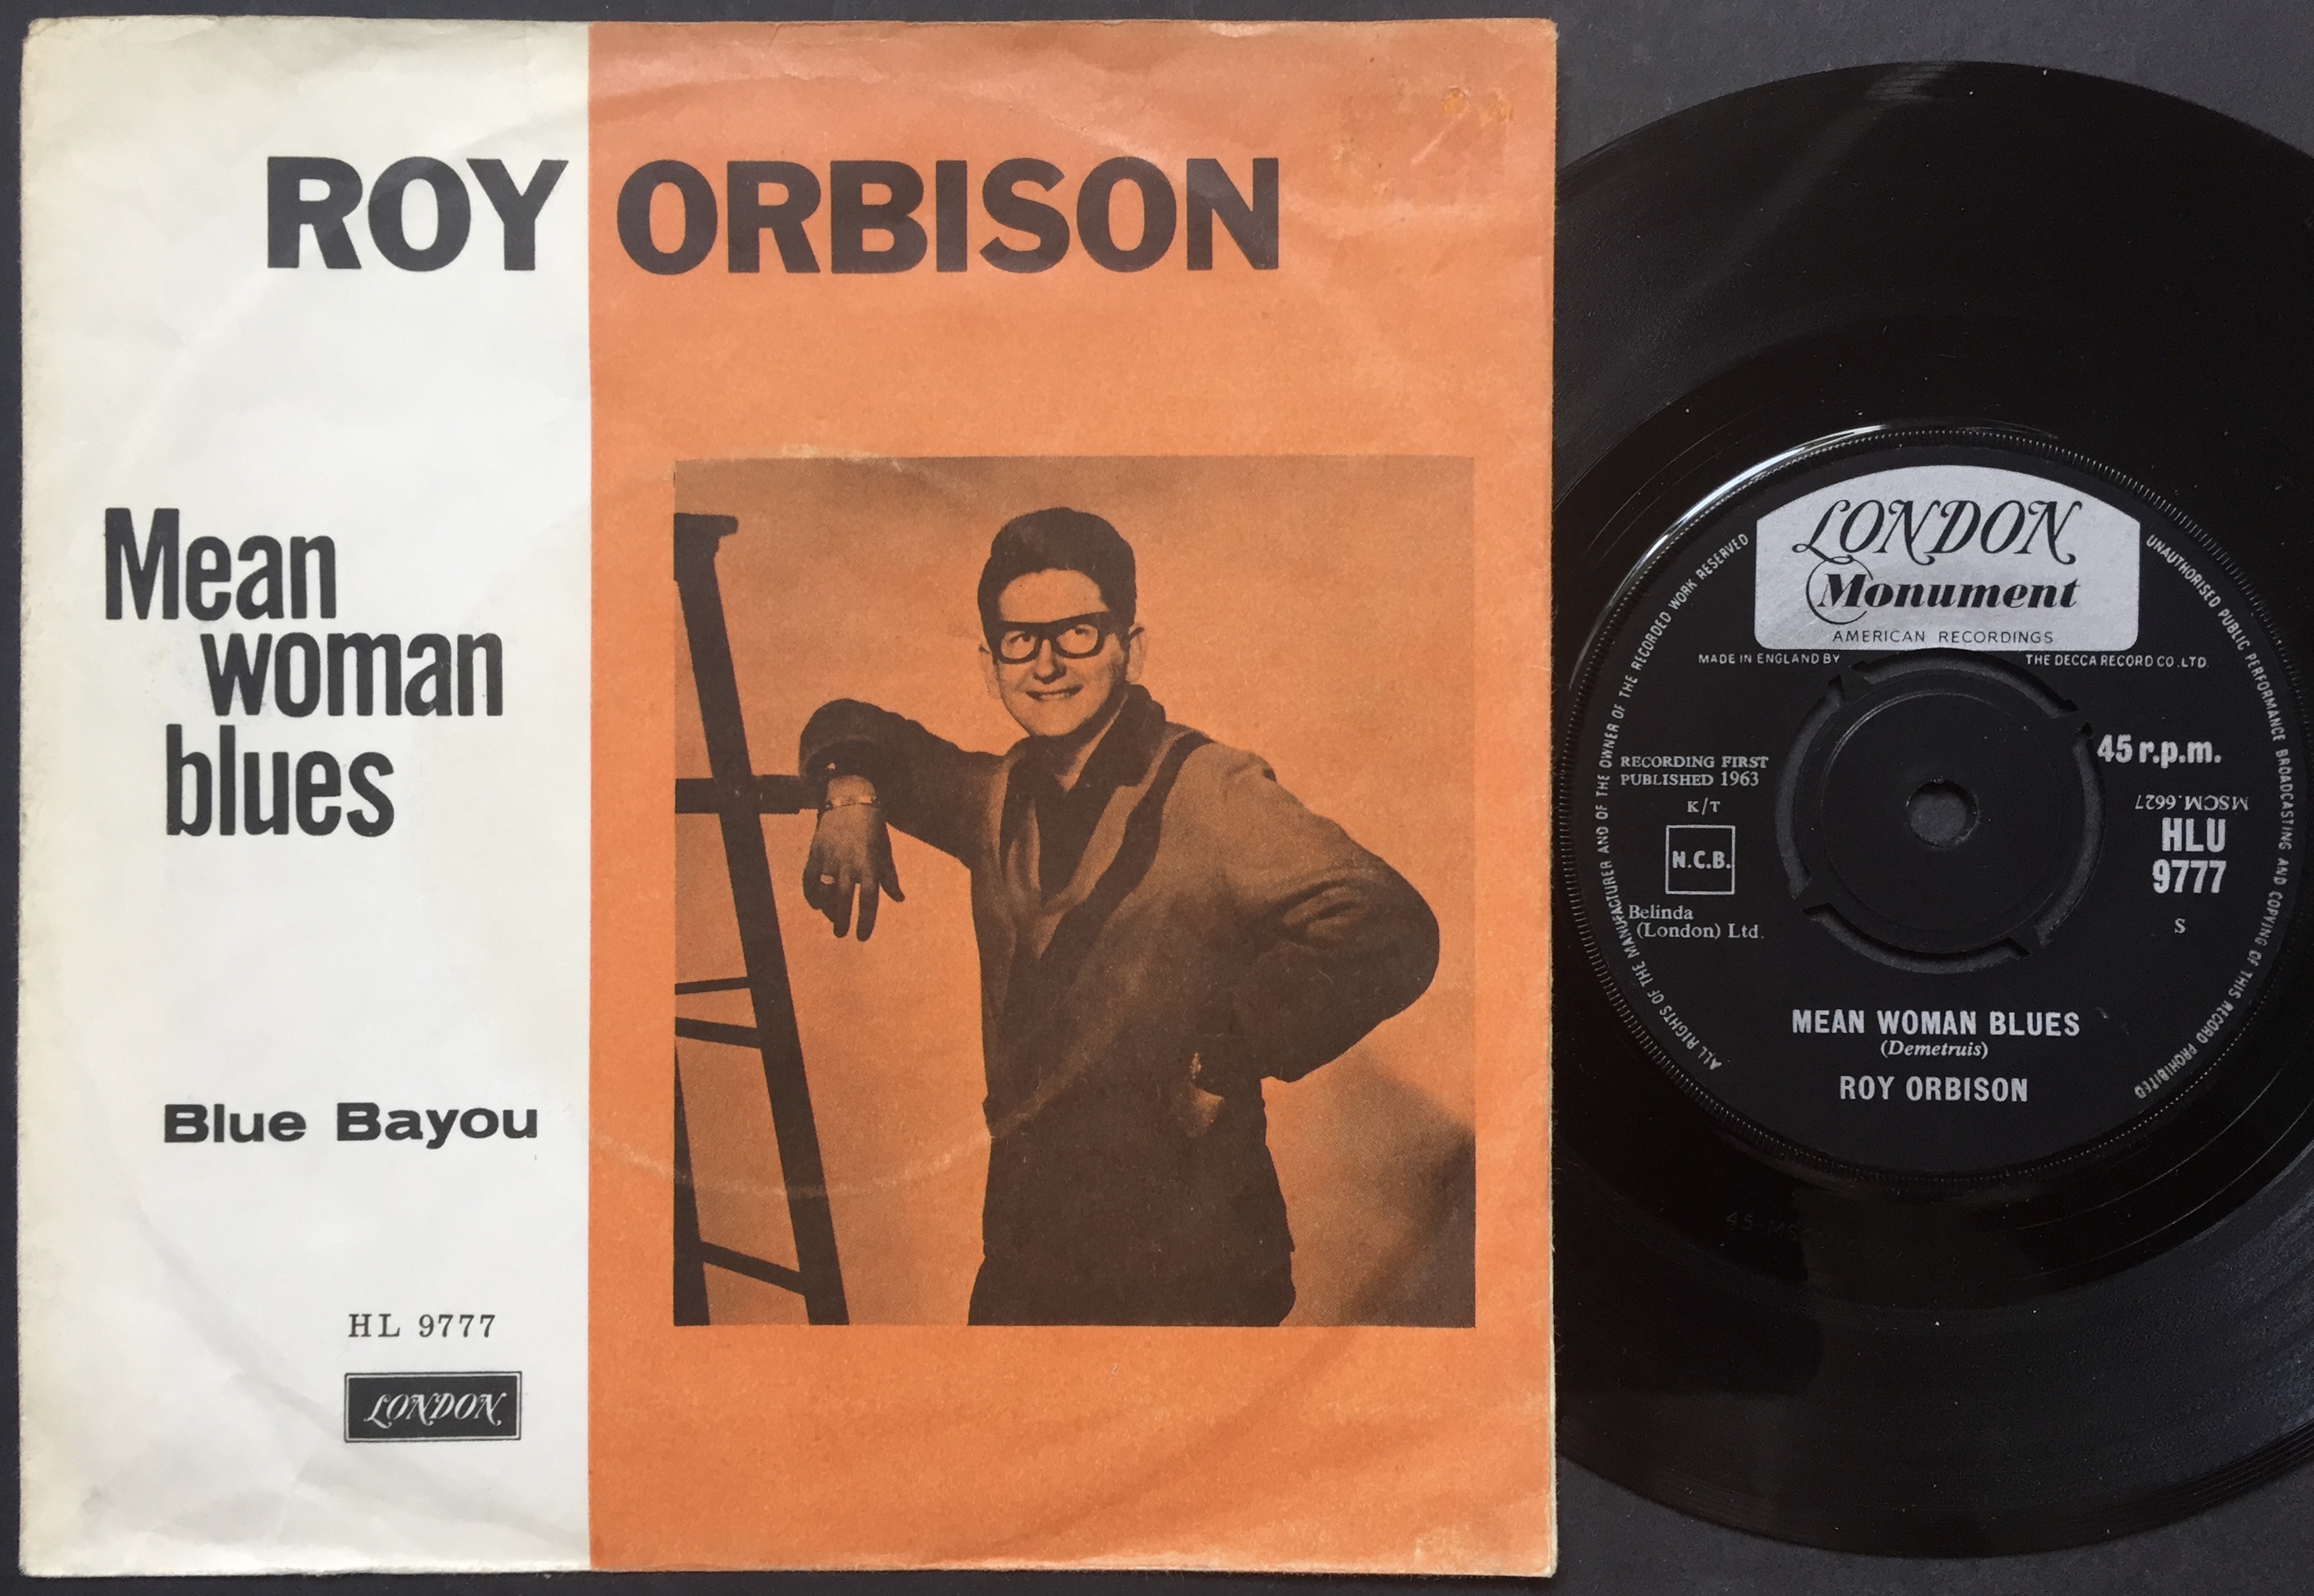 ROY ORBISON
Mean
woman
blues
Blue Bayou
HL 9777
LONDON
LONDON
Monument
AMERICAN RECORDINGS
MADE IN ENGLAND BY THE DECCA RECORD CO., LTD.
ALL RIGHTS OF THE MANUFACTURER AND OF THE OWNER OF THE RECORDED WORK RESERVED
UNAUTHORISED PUBLIC PERFORMANCE BROADCASTING AND COPYING OF THIS RECORD PROHIBITED
45 r.p.m.
RECORDING FIRST
PUBLISHED 1963
K/T
N.C.B.
Belinda
(London) Ltd.
MSCM.6627
HLU
9777
S
MEAN WOMAN BLUES
(Demetruis)
ROY ORBISON